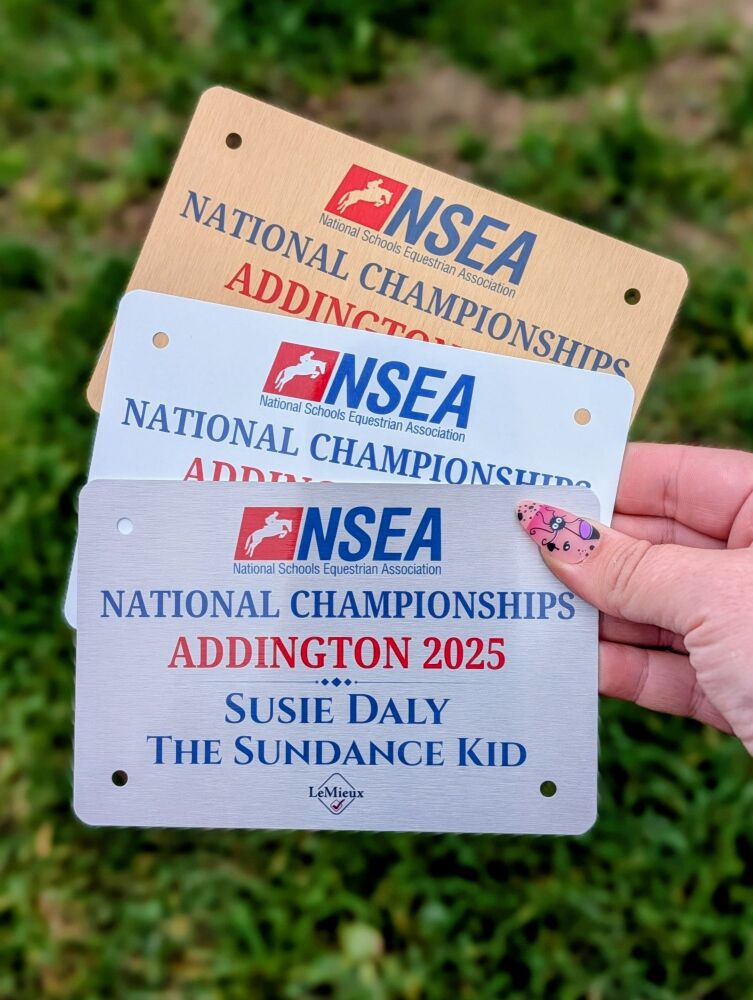 NSEA
National Schools Equestrian Association
NATIONAL CHAMPIONSHIPS
ADDINGTON
NSEA
National Schools Equestrian Association
NATIONAL CHAMPIONSHIPS
NSEA
National Schools Equestrian Association
NATIONAL CHAMPIONSHIPS
ADDINGTON 2025
SUSIE DALY
THE SUNDANCE KID
LeMieux